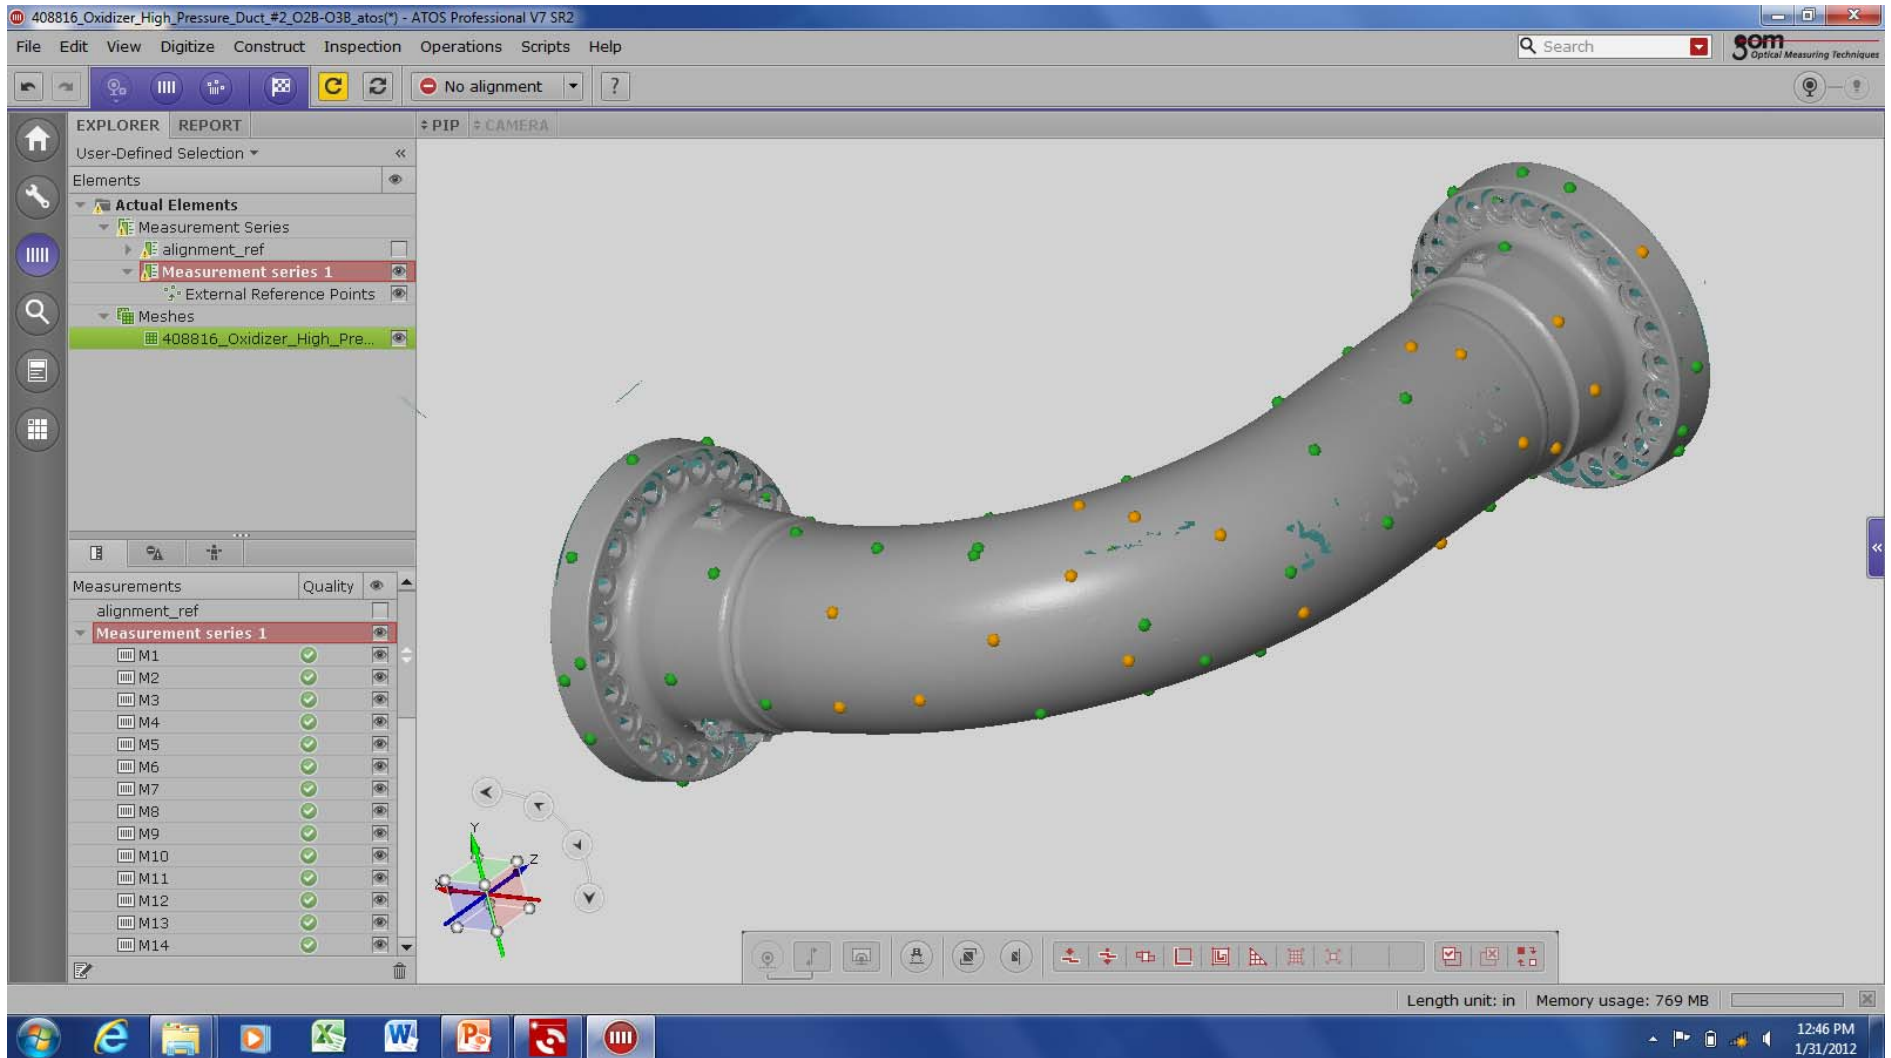 408816_Oxidizer_High_Pressure_Duct_#2_O2B-O3B_atos(*) - ATOS Professional V7 SR2
File Edit View Digitize Construct Inspection Operations Scripts Help
Search
gom
Optical Measuring Techniques
No alignment
?
EXPLORER REPORT
PIP CAMERA
User-Defined Selection
Elements
Actual Elements
Measurement Series
alignment_ref
Measurement series 1
External Reference Points
Meshes
408816_Oxidizer_High_Pre...
Measurements Quality
alignment_ref
Measurement series 1
M1
M2
M3
M4
M5
M6
M7
M8
M9
M10
M11
M12
M13
M14
Y
Z
X
Length unit: in Memory usage: 769 MB
12:46 PM
1/31/2012